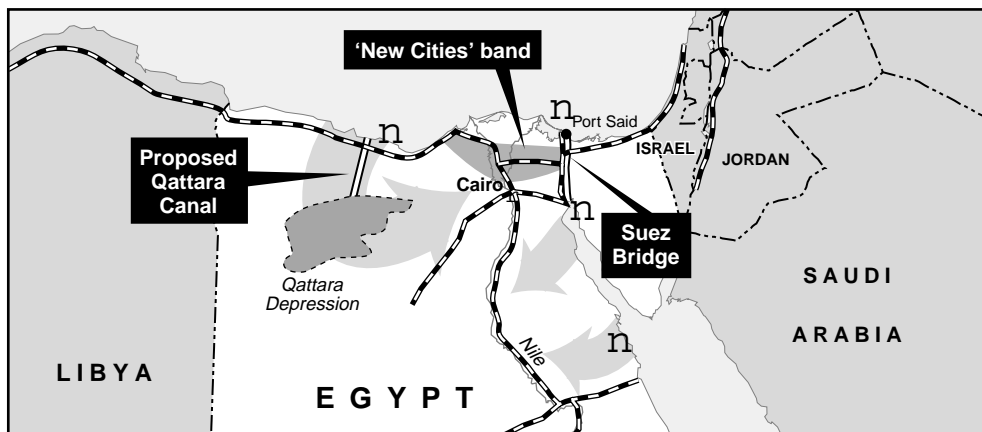 ‘New Cities’ band
n
Port Said
n
ISRAEL
JORDAN
Proposed
Qattara
Canal
Cairo
n
Suez
Bridge
Qattara
Depression
SAUDI
ARABIA
n
Nile
LIBYA
EGYPT